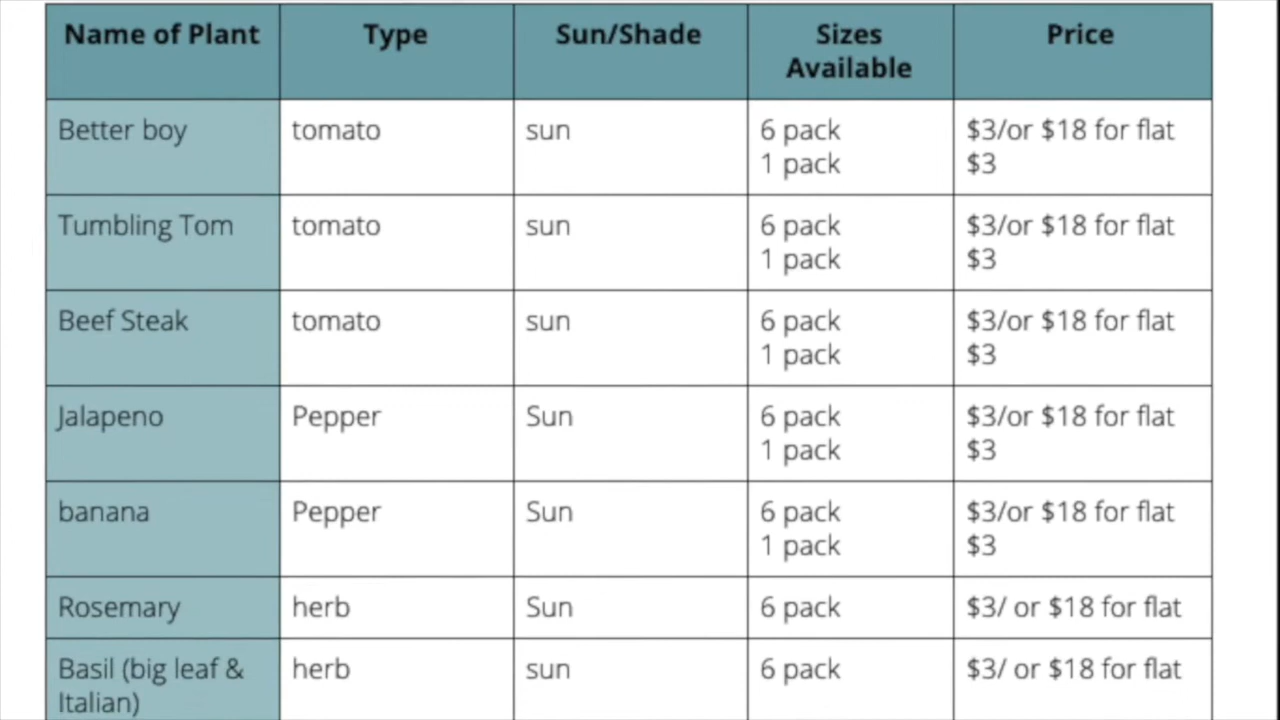 Name of Plant Type Sun/Shade Sizes Available Price
Better boy tomato sun 6 pack $3/or $18 for flat
1 pack $3
Tumbling Tom tomato sun 6 pack $3/or $18 for flat
1 pack $3
Beef Steak tomato sun 6 pack $3/or $18 for flat
1 pack $3
Jalapeno Pepper Sun 6 pack $3/or $18 for flat
1 pack $3
banana Pepper Sun 6 pack $3/or $18 for flat
1 pack $3
Rosemary herb Sun 6 pack $3/ or $18 for flat
Basil (big leaf & herb sun 6 pack $3/ or $18 for flat
Italian)